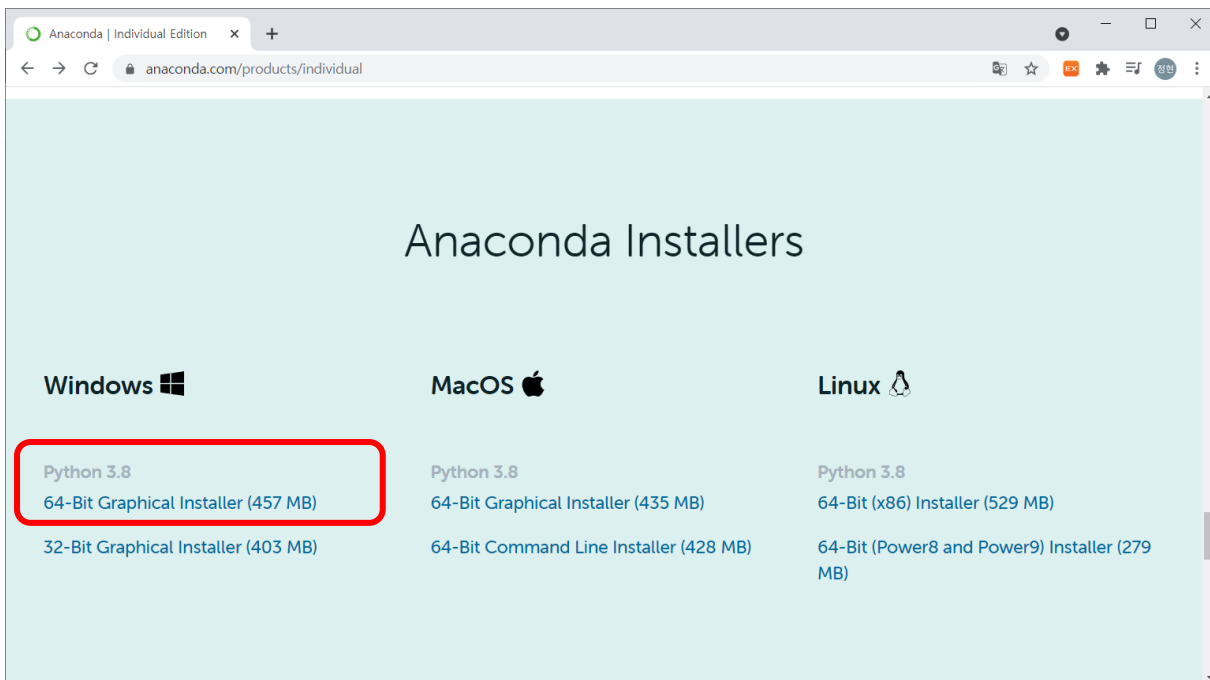 Anaconda | Individual Edition
anaconda.com/products/individual
EX
정현
Anaconda Installers
Windows
Python 3.8
64-Bit Graphical Installer (457 MB)
32-Bit Graphical Installer (403 MB)
MacOS
Python 3.8
64-Bit Graphical Installer (435 MB)
64-Bit Command Line Installer (428 MB)
Linux
Python 3.8
64-Bit (x86) Installer (529 MB)
64-Bit (Power8 and Power9) Installer (279
MB)